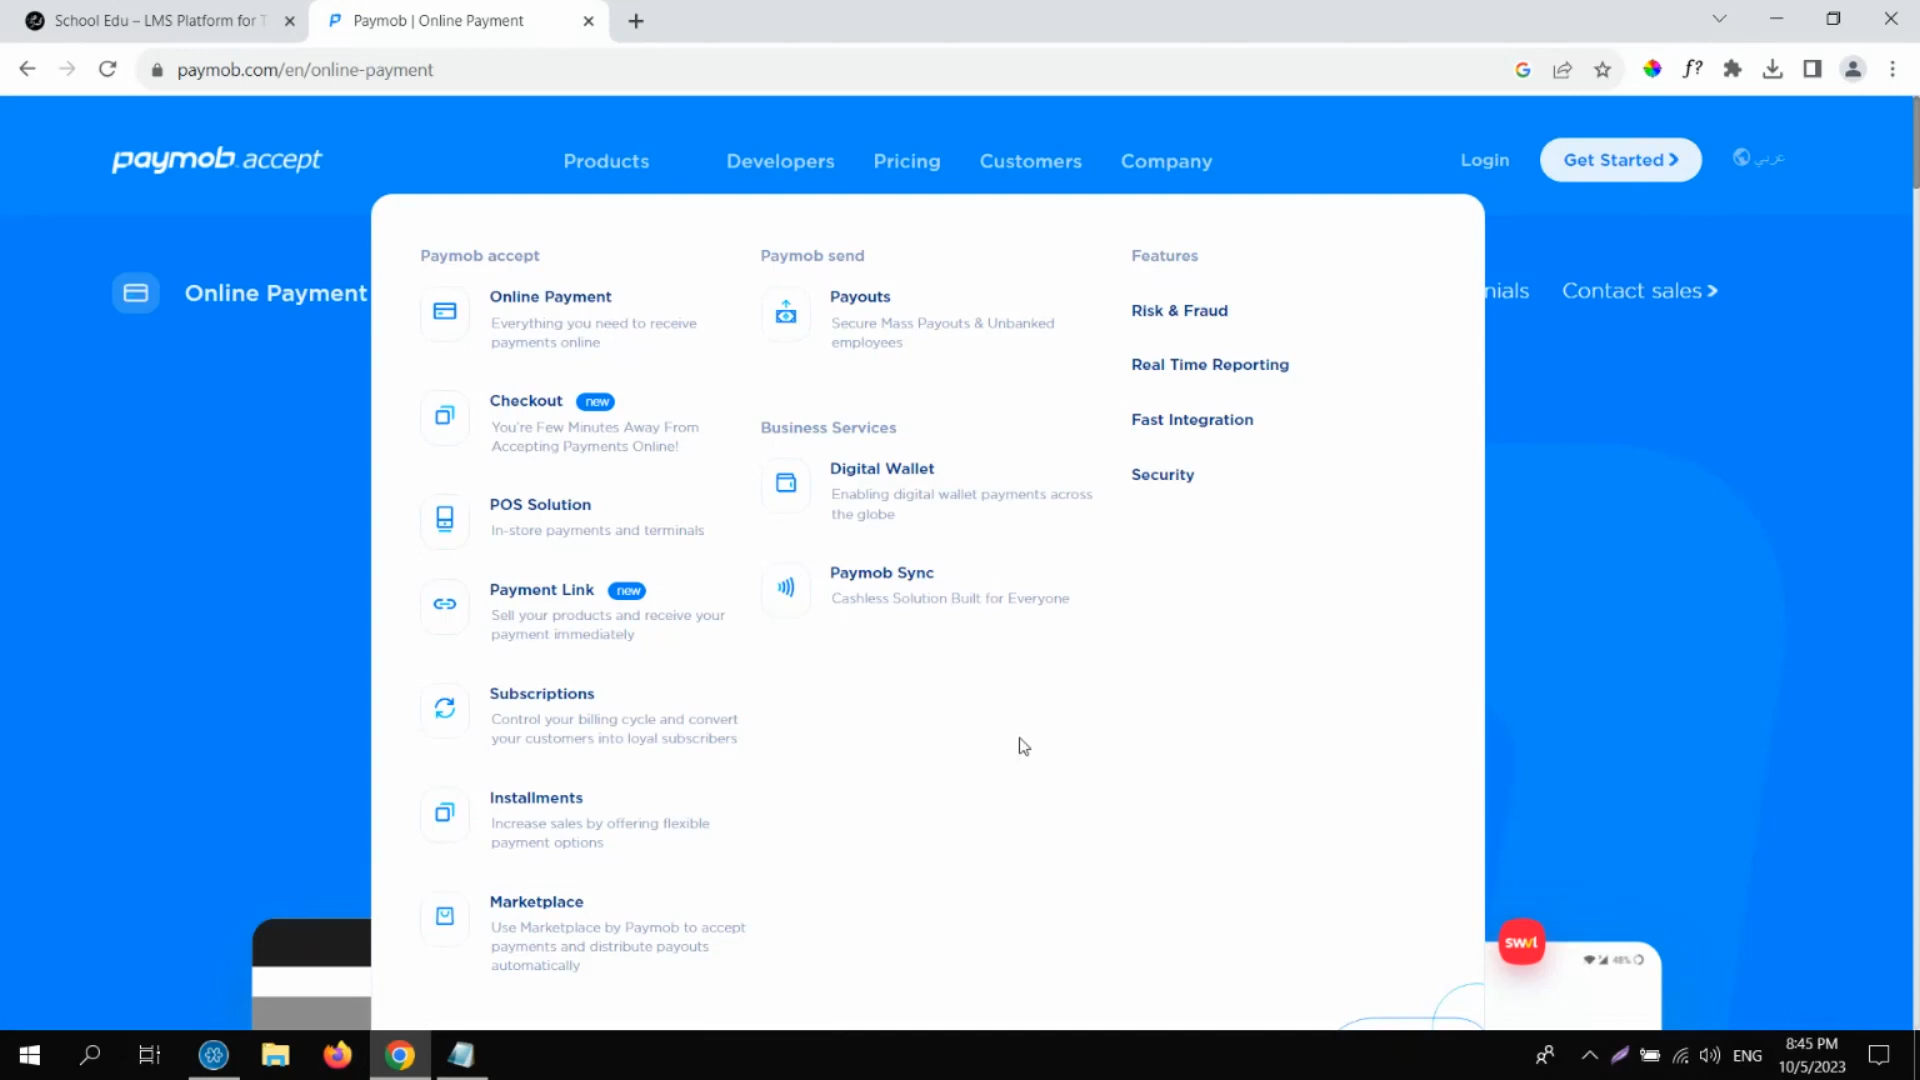 School Edu – LMS Platform for T
Paymob | Online Payment
paymob.com/en/online-payment
paymob accept
Products
Developers
Pricing
Customers
Company
Login
Get Started
عربي
Online Payment
nials
Contact sales
Paymob accept
Online Payment
Everything you need to receive
payments online
Checkout new
You're Few Minutes Away From
Accepting Payments Online!
POS Solution
In-store payments and terminals
Payment Link new
Sell your products and receive your
payment immediately
Subscriptions
Control your billing cycle and convert
your customers into loyal subscribers
Installments
Increase sales by offering flexible
payment options
Marketplace
Use Marketplace by Paymob to accept
payments and distribute payouts
automatically
Paymob send
Payouts
Secure Mass Payouts & Unbanked
employees
Business Services
Digital Wallet
Enabling digital wallet payments across
the globe
Paymob Sync
Cashless Solution Built for Everyone
Features
Risk & Fraud
Real Time Reporting
Fast Integration
Security
swvl
48%
ENG
8:45 PM
10/5/2023